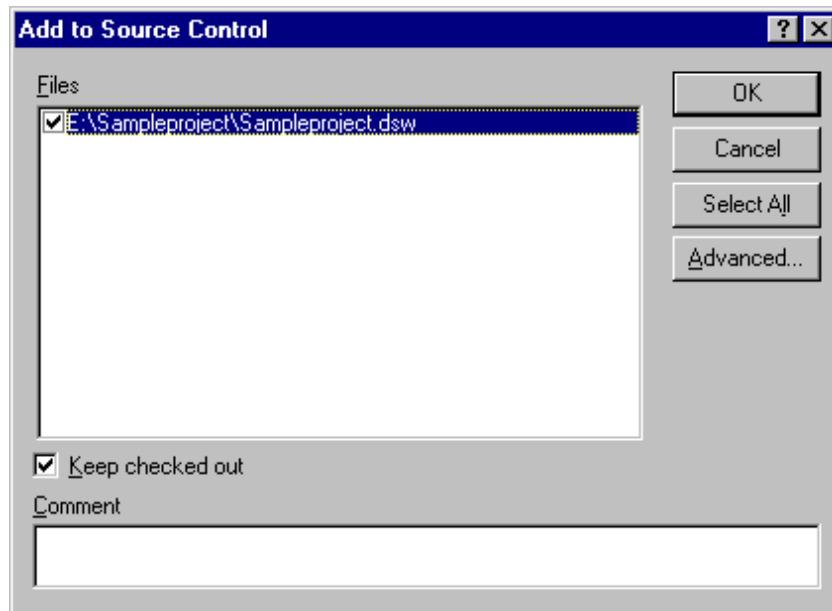 Add to Source Control
Files
OK
E:\Sampleproject\Sampleproject.dsw
Cancel
Select All
Advanced...
Keep checked out
Comment